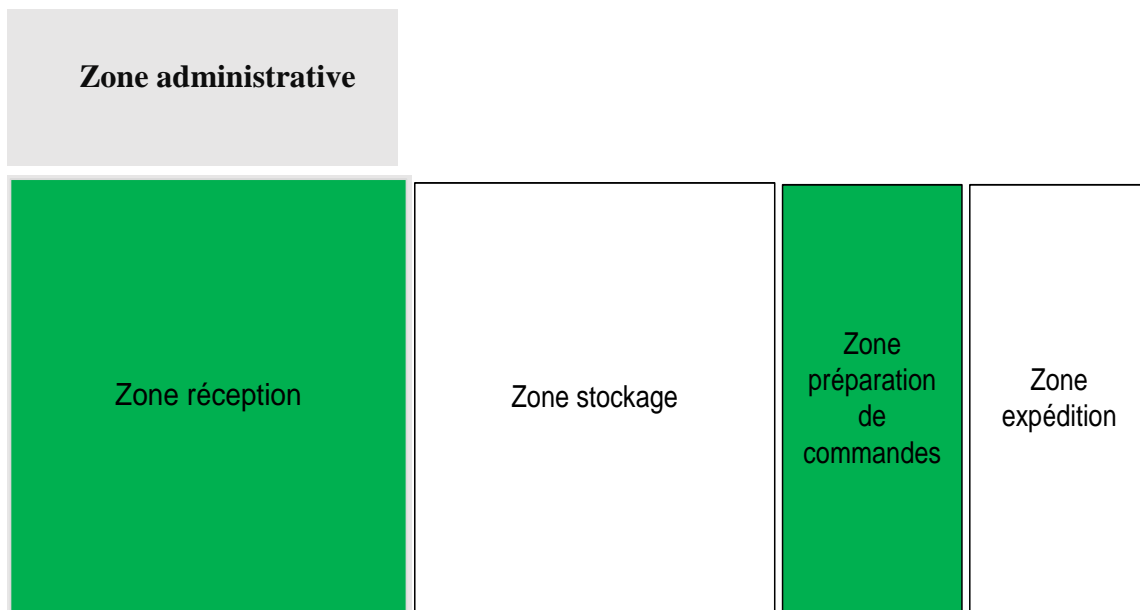 Zone administrative
Zone réception
Zone stockage
Zone
préparation
de
commandes
Zone
expédition